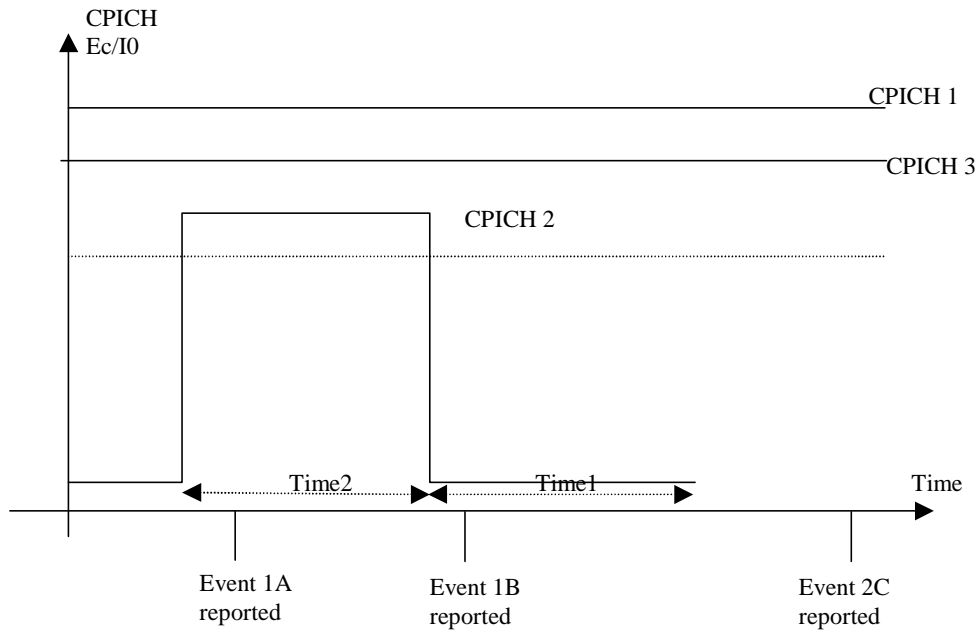 CPICH
Ec/I0
CPICH 1
CPICH 3
CPICH 2
Time2
Time1
Time
Event 1A
reported
Event 1B
reported
Event 2C
reported